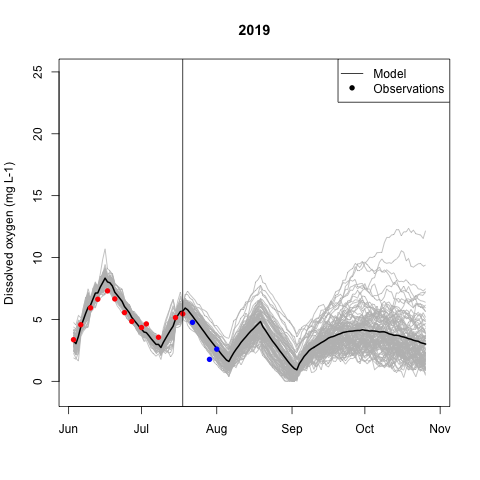 2019
Model
Observations
Dissolved oxygen (mg L-1)
25
20
15
10
5
0
Jun Jul Aug Sep Oct Nov